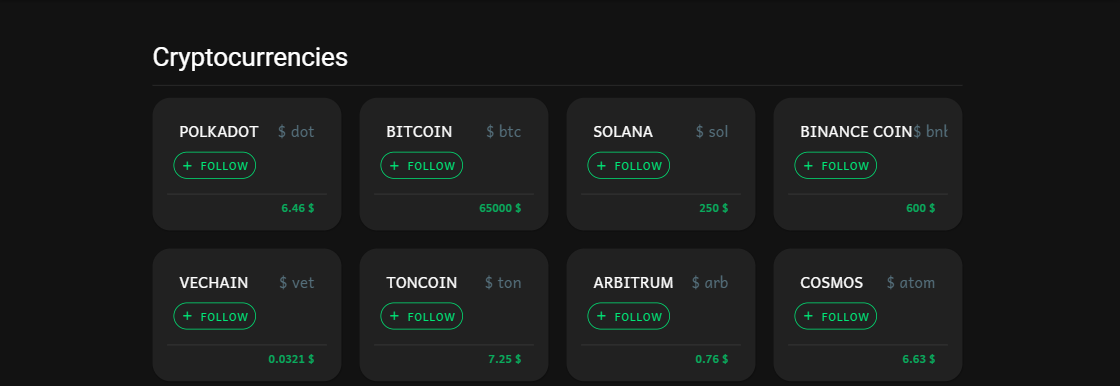 Cryptocurrencies
POLKADOT $ dot
+ FOLLOW
6.46 $
BITCOIN $ btc
+ FOLLOW
65000 $
SOLANA $ sol
+ FOLLOW
250 $
BINANCE COIN $ bnb
+ FOLLOW
600 $
VECHAIN $ vet
+ FOLLOW
0.0321 $
TONCOIN $ ton
+ FOLLOW
7.25 $
ARBITRUM $ arb
+ FOLLOW
0.76 $
COSMOS $ atom
+ FOLLOW
6.63 $